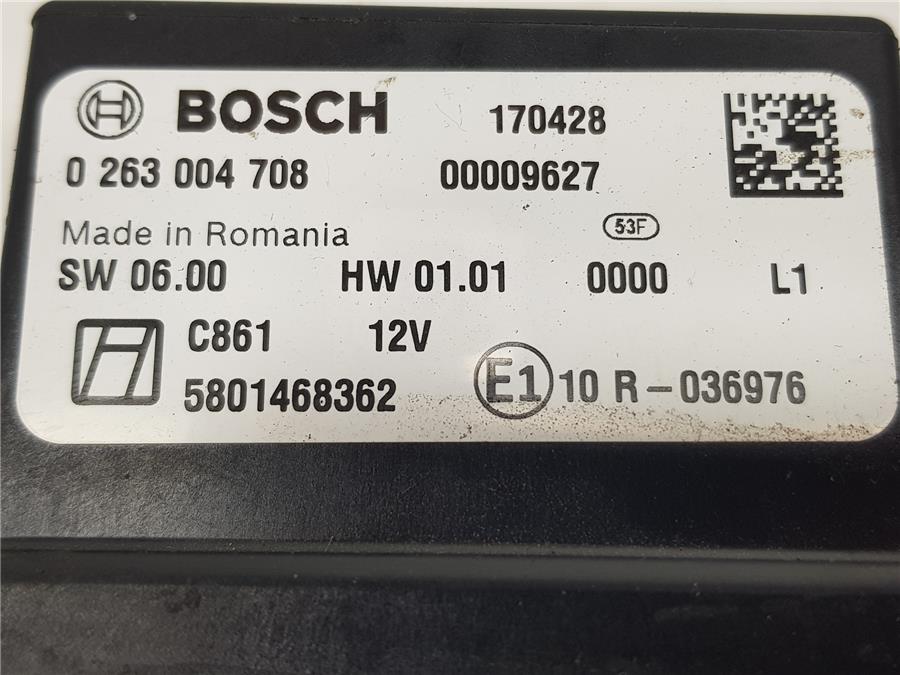 BOSCH 170428
0 263 004 708 00009627
Made in Romania 53F
SW 06.00 HW 01.01 0000 L1
C861 12V
5801468362 E1 10 R-036976